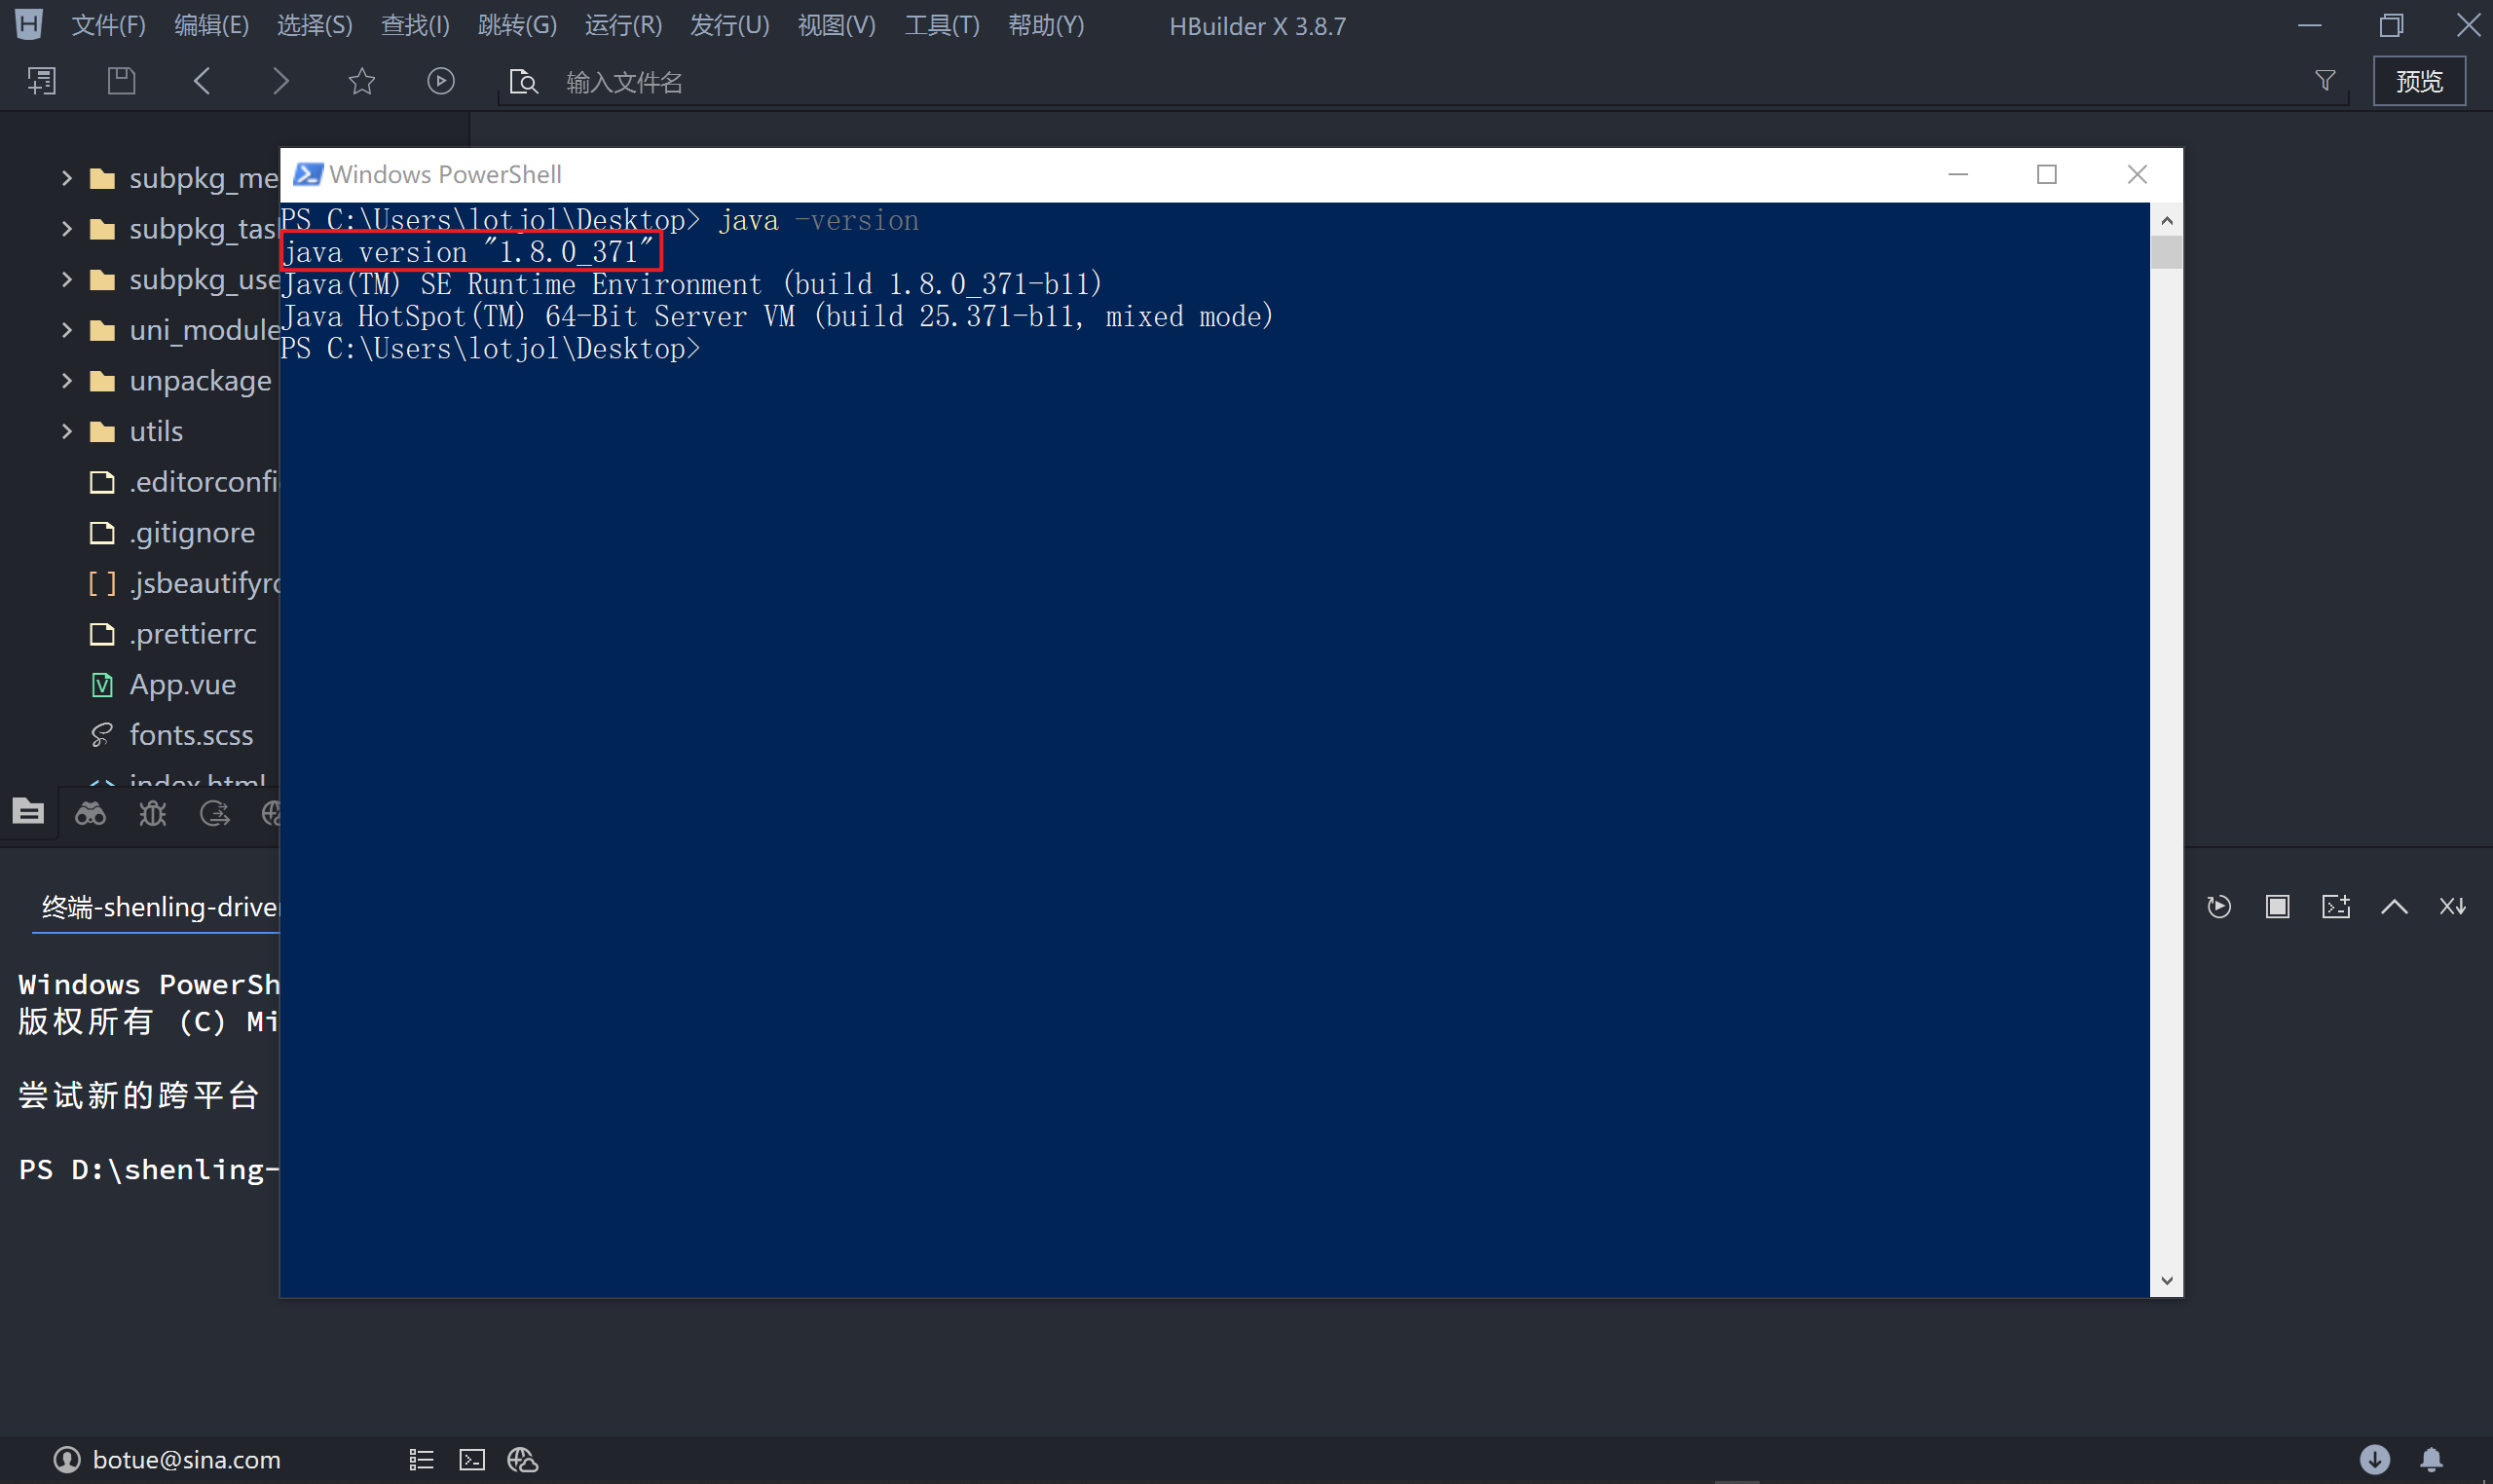 文件(F) 编辑(E) 选择(S) 查找(I) 跳转(G) 运行(R) 发行(U) 视图(V) 工具(T) 帮助(Y) HBuilder X 3.8.7
输入文件名 预览
subpkg_me
subpkg_tas
subpkg_use
uni_module
unpackage
utils
.editorconfi
.gitignore
[ ] .jsbeautifyrc
.prettierrc
App.vue
fonts.scss
index.html
Windows PowerShell
PS C:\Users\lotjol\Desktop> java -version
java version "1.8.0_371"
Java(TM) SE Runtime Environment (build 1.8.0_371-b11)
Java HotSpot(TM) 64-Bit Server VM (build 25.371-b11, mixed mode)
PS C:\Users\lotjol\Desktop>
终端-shenling-driver
Windows PowerSh
版权所有 (C) Mi
尝试新的跨平台
PS D:\shenling-
botue@sina.com